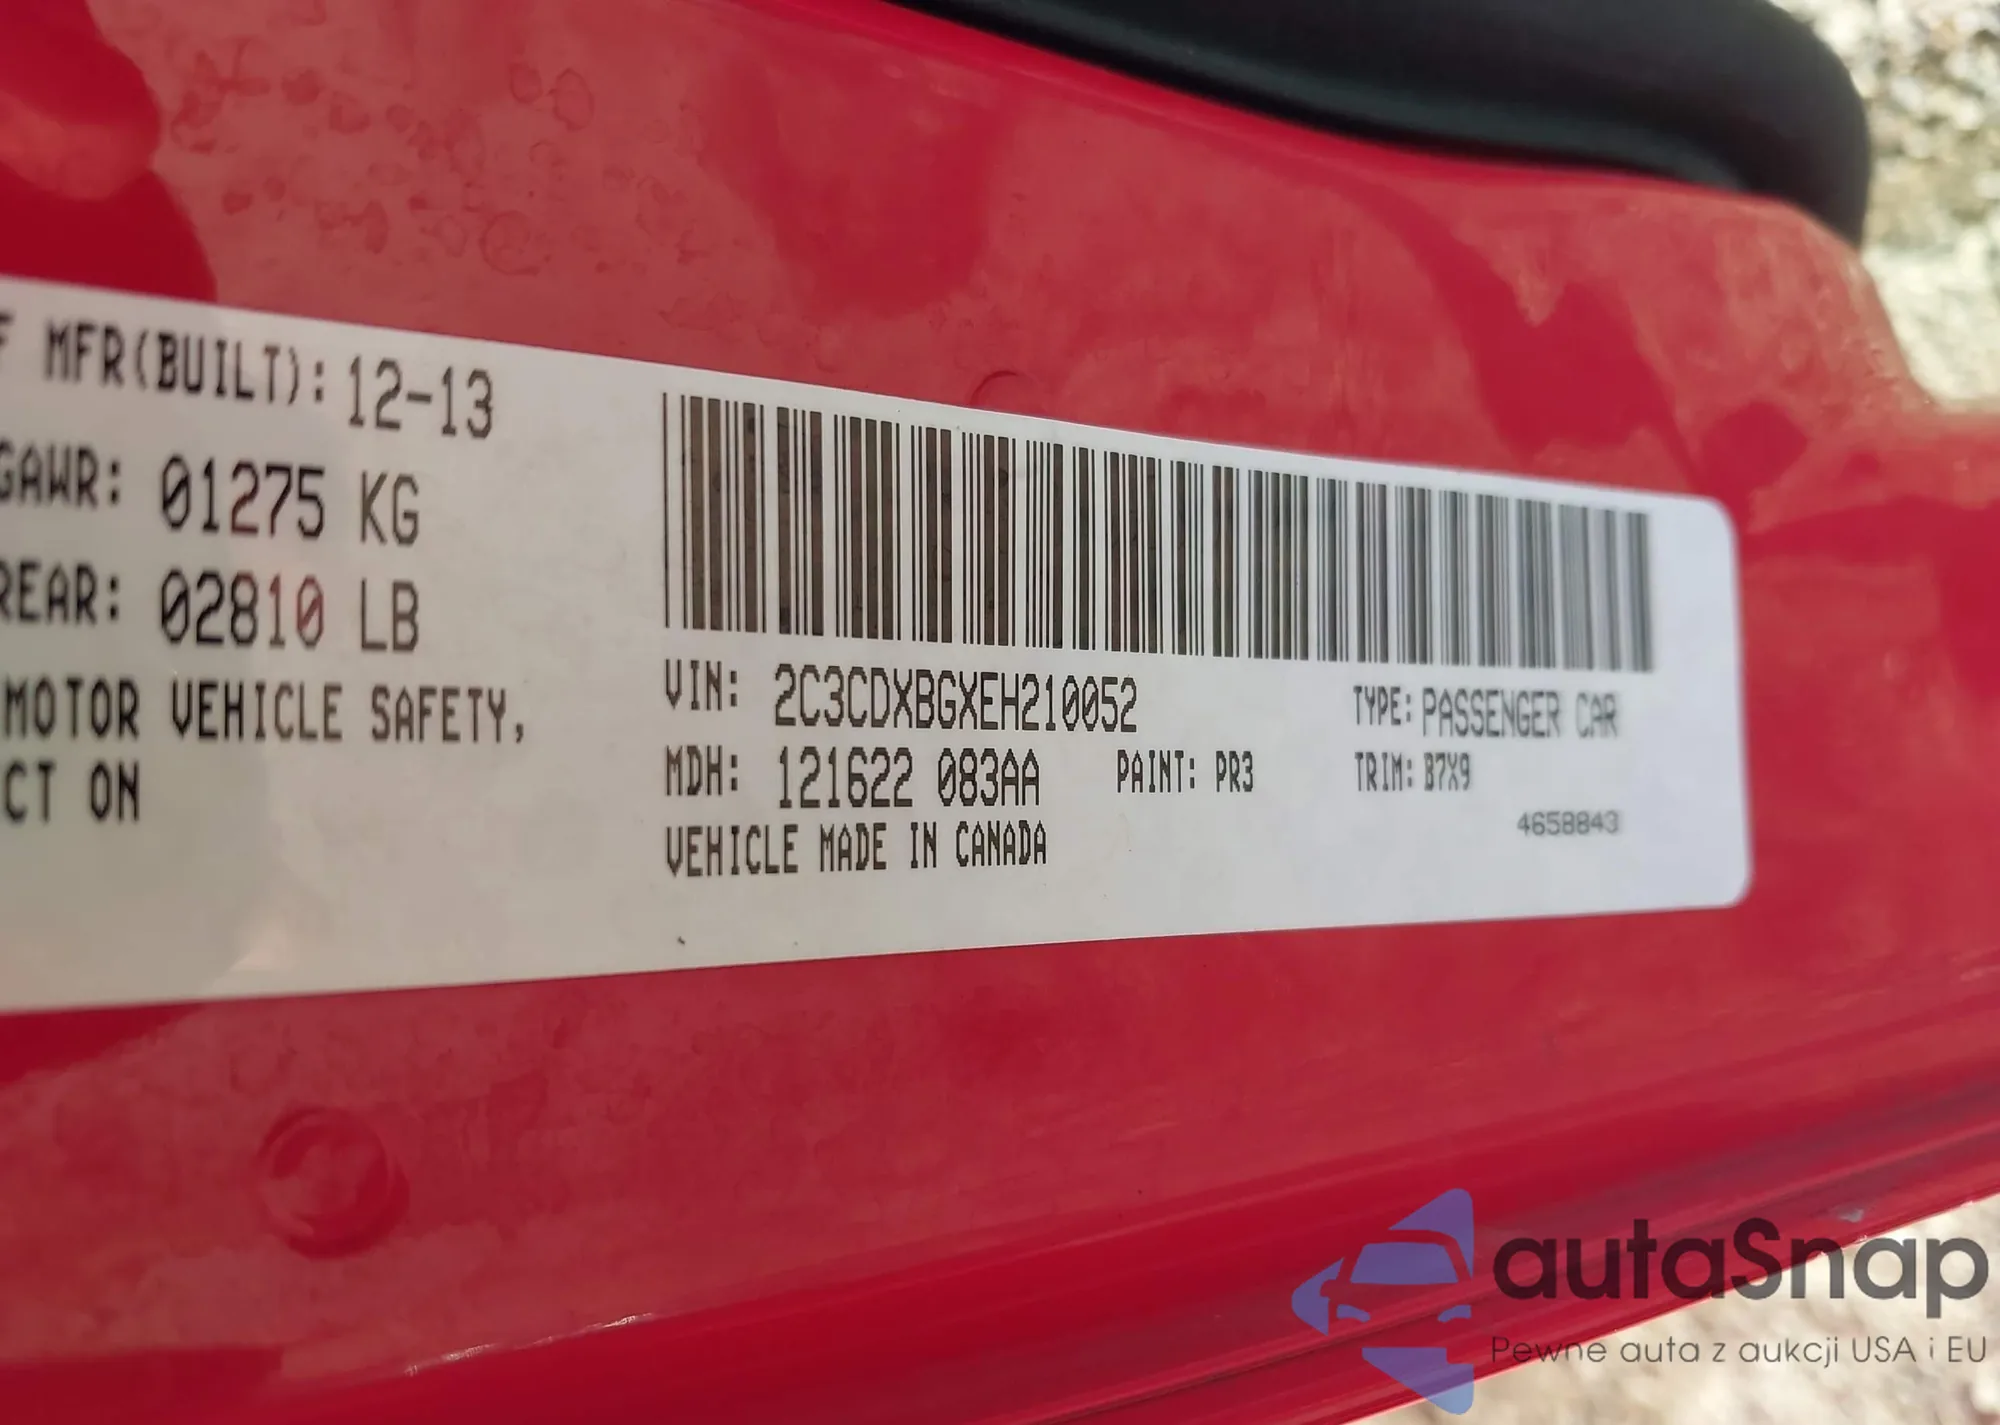 F MFR(BUILT): 12-13
GAWR: 01275 KG
REAR: 02810 LB
MOTOR VEHICLE SAFETY,
CT ON
VIN: 2C3CDXBGXEH210052
TYPE: PASSENGER CAR
MDH: 121622 083AA
PAINT: PR3
TRIM: B7X9
VEHICLE MADE IN CANADA
4658843
autaSnap
Pewne auta z aukcji USA i EU